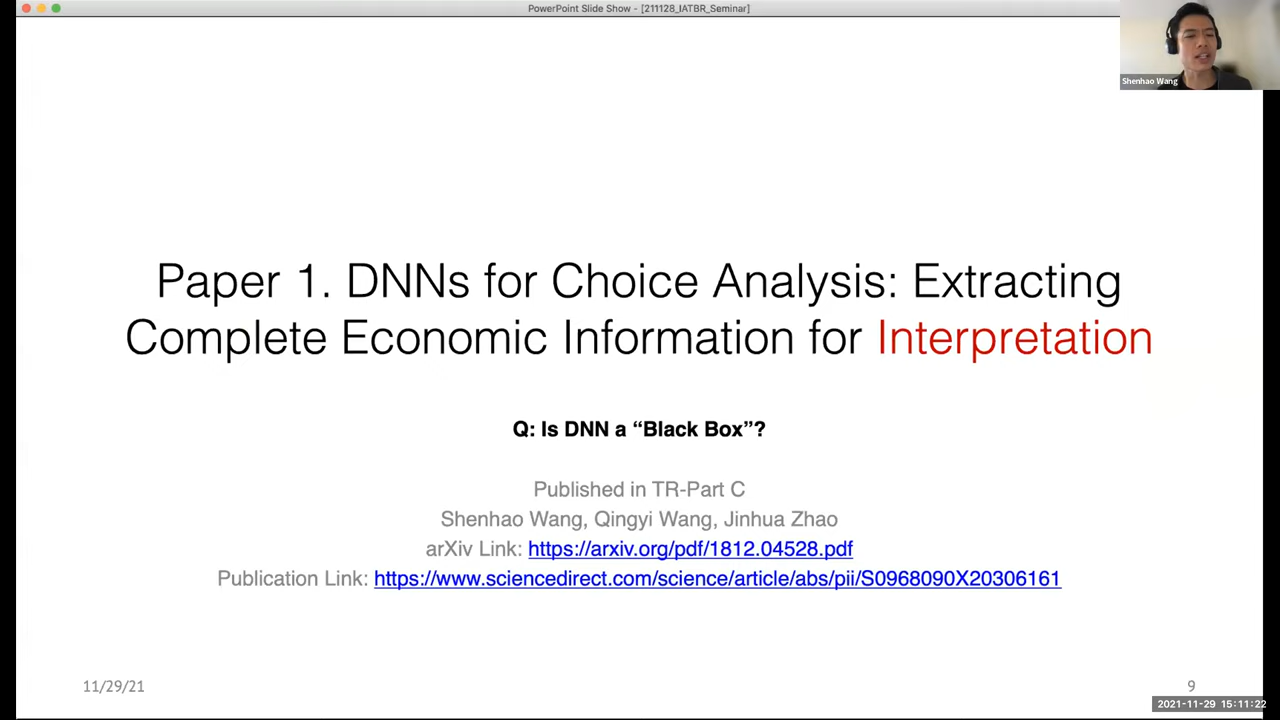 PowerPoint Slide Show - [211128_IATBR_Seminar]
Shenhao Wang
Paper 1. DNNs for Choice Analysis: Extracting
Complete Economic Information for Interpretation
Q: Is DNN a “Black Box”?
Published in TR-Part C
Shenhao Wang, Qingyi Wang, Jinhua Zhao
arXiv Link: https://arxiv.org/pdf/1812.04528.pdf
Publication Link: https://www.sciencedirect.com/science/article/abs/pii/S0968090X20306161
11/29/21
9
2021-11-29 15:11:22